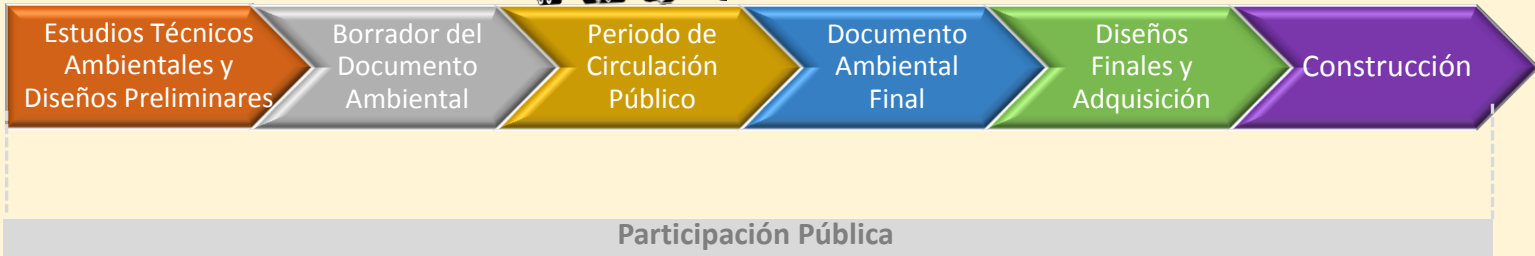 Estudios Técnicos
Ambientales y
Diseños Preliminares
Borrador del
Documento
Ambiental
Periodo de
Circulación
Público
Documento
Ambiental
Final
Diseños
Finales y
Adquisición
Construcción
Participación Pública